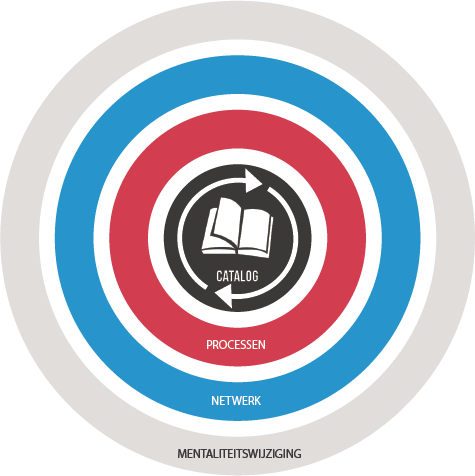 CATALOG
PROCESSEN
NETWERK
MENTALITEITSWIJZIGING